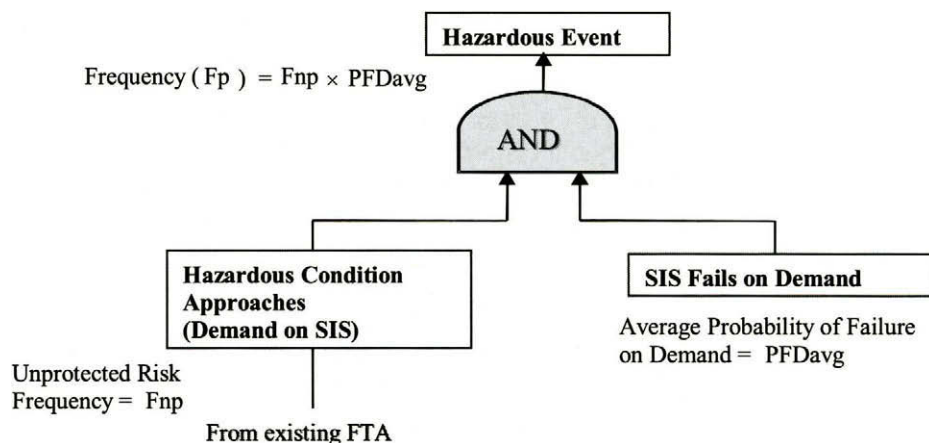 Hazardous Event
Frequency ( Fp ) = Fnp × PFDavg
AND
Hazardous Condition
Approaches
(Demand on SIS)
SIS Fails on Demand
Average Probability of Failure
on Demand = PFDavg
Unprotected Risk
Frequency = Fnp
From existing FTA